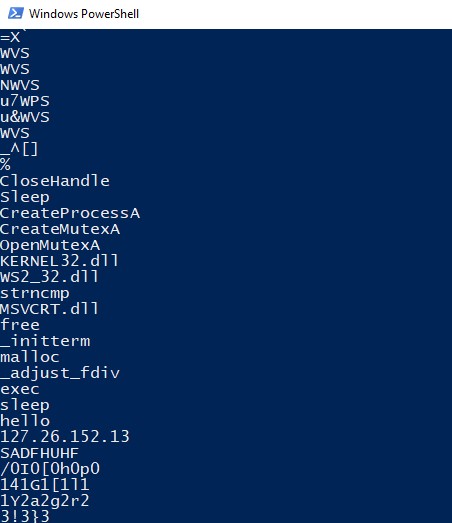 Windows PowerShell
=X`
WVS
WVS
NWVS
u7WPS
u&WVS
WVS
_^[]
%
CloseHandle
Sleep
CreateProcessA
CreateMutexA
OpenMutexA
KERNEL32.dll
WS2_32.dll
strncmp
MSVCRT.dll
free
_initterm
malloc
_adjust_fdiv
exec
sleep
hello
127.26.152.13
SADFHUHF
/0I0[0h0p0
141G1[1l1
1Y2a2g2r2
3!3}3